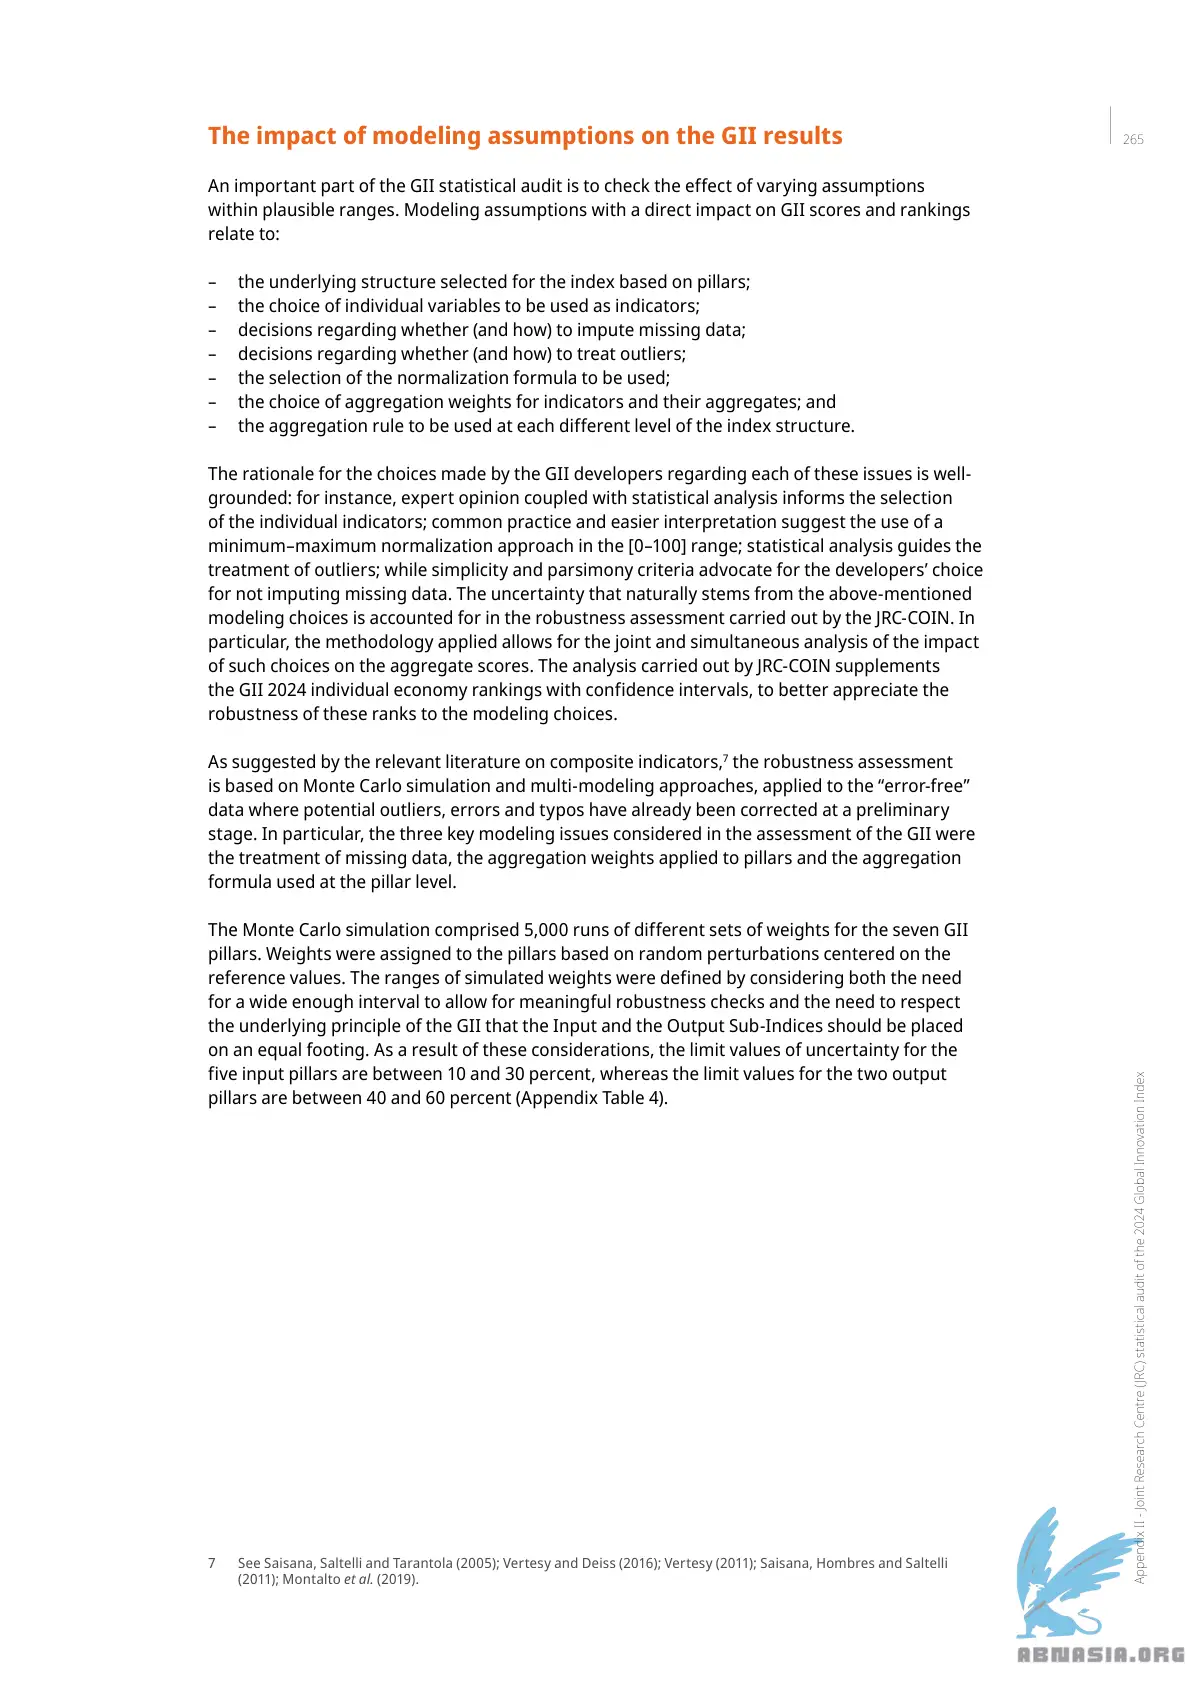 The impact of modeling assumptions on the GII results
265
An important part of the GII statistical audit is to check the effect of varying assumptions
within plausible ranges. Modeling assumptions with a direct impact on GII scores and rankings
relate to:
– the underlying structure selected for the index based on pillars;
– the choice of individual variables to be used as indicators;
– decisions regarding whether (and how) to impute missing data;
– decisions regarding whether (and how) to treat outliers;
– the selection of the normalization formula to be used;
– the choice of aggregation weights for indicators and their aggregates; and
– the aggregation rule to be used at each different level of the index structure.
The rationale for the choices made by the GII developers regarding each of these issues is well-
grounded: for instance, expert opinion coupled with statistical analysis informs the selection
of the individual indicators; common practice and easier interpretation suggest the use of a
minimum–maximum normalization approach in the [0–100] range; statistical analysis guides the
treatment of outliers; while simplicity and parsimony criteria advocate for the developers’ choice
for not imputing missing data. The uncertainty that naturally stems from the above-mentioned
modeling choices is accounted for in the robustness assessment carried out by the JRC-COIN. In
particular, the methodology applied allows for the joint and simultaneous analysis of the impact
of such choices on the aggregate scores. The analysis carried out by JRC-COIN supplements
the GII 2024 individual economy rankings with confidence intervals, to better appreciate the
robustness of these ranks to the modeling choices.
As suggested by the relevant literature on composite indicators,7 the robustness assessment
is based on Monte Carlo simulation and multi-modeling approaches, applied to the “error-free”
data where potential outliers, errors and typos have already been corrected at a preliminary
stage. In particular, the three key modeling issues considered in the assessment of the GII were
the treatment of missing data, the aggregation weights applied to pillars and the aggregation
formula used at the pillar level.
The Monte Carlo simulation comprised 5,000 runs of different sets of weights for the seven GII
pillars. Weights were assigned to the pillars based on random perturbations centered on the
reference values. The ranges of simulated weights were defined by considering both the need
for a wide enough interval to allow for meaningful robustness checks and the need to respect
the underlying principle of the GII that the Input and the Output Sub-Indices should be placed
on an equal footing. As a result of these considerations, the limit values of uncertainty for the
five input pillars are between 10 and 30 percent, whereas the limit values for the two output
pillars are between 40 and 60 percent (Appendix Table 4).
Appendix II - Joint Research Centre (JRC) statistical audit of the 2024 Global Innovation Index
7 See Saisana, Saltelli and Tarantola (2005); Vertesy and Deiss (2016); Vertesy (2011); Saisana, Hombres and Saltelli
(2011); Montalto et al. (2019).
ABNASIA.ORG